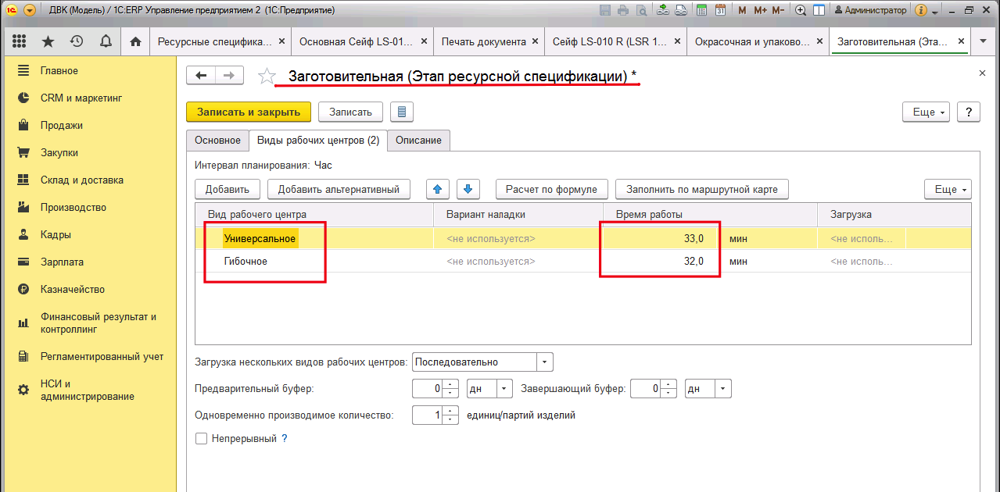 ДВК (Модель) / 1С:ERP Управление предприятием 2 (1С:Предприятие)
M M+ M- Администратор
Ресурсные специфика... Основная Сейф LS-01... Печать документа Сейф LS-010 R (LSR 1... Окрасочная и упаково... Заготовительная (Эта...
Главное
CRM и маркетинг
Продажи
Закупки
Склад и доставка
Производство
Кадры
Зарплата
Казначейство
Финансовый результат и
контроллинг
Регламентированный учет
НСИ и
администрирование
Заготовительная (Этап ресурсной спецификации) *
Записать и закрыть Записать Еще ?
Основное Виды рабочих центров (2) Описание
Интервал планирования: Час
Добавить Добавить альтернативный Расчет по формуле Заполнить по маршрутной карте Еще
Вид рабочего центра Вариант наладки Время работы Загрузка
Универсальное <не используется> 33,0 мин <не исполь...
Гибочное <не используется> 32,0 мин <не исполь...
Загрузка нескольких видов рабочих центров: Последовательно
Предварительный буфер: 0 дн Завершающий буфер: 0 дн
Одновременно производимое количество: 1 единиц/партий изделий
Непрерывный ?